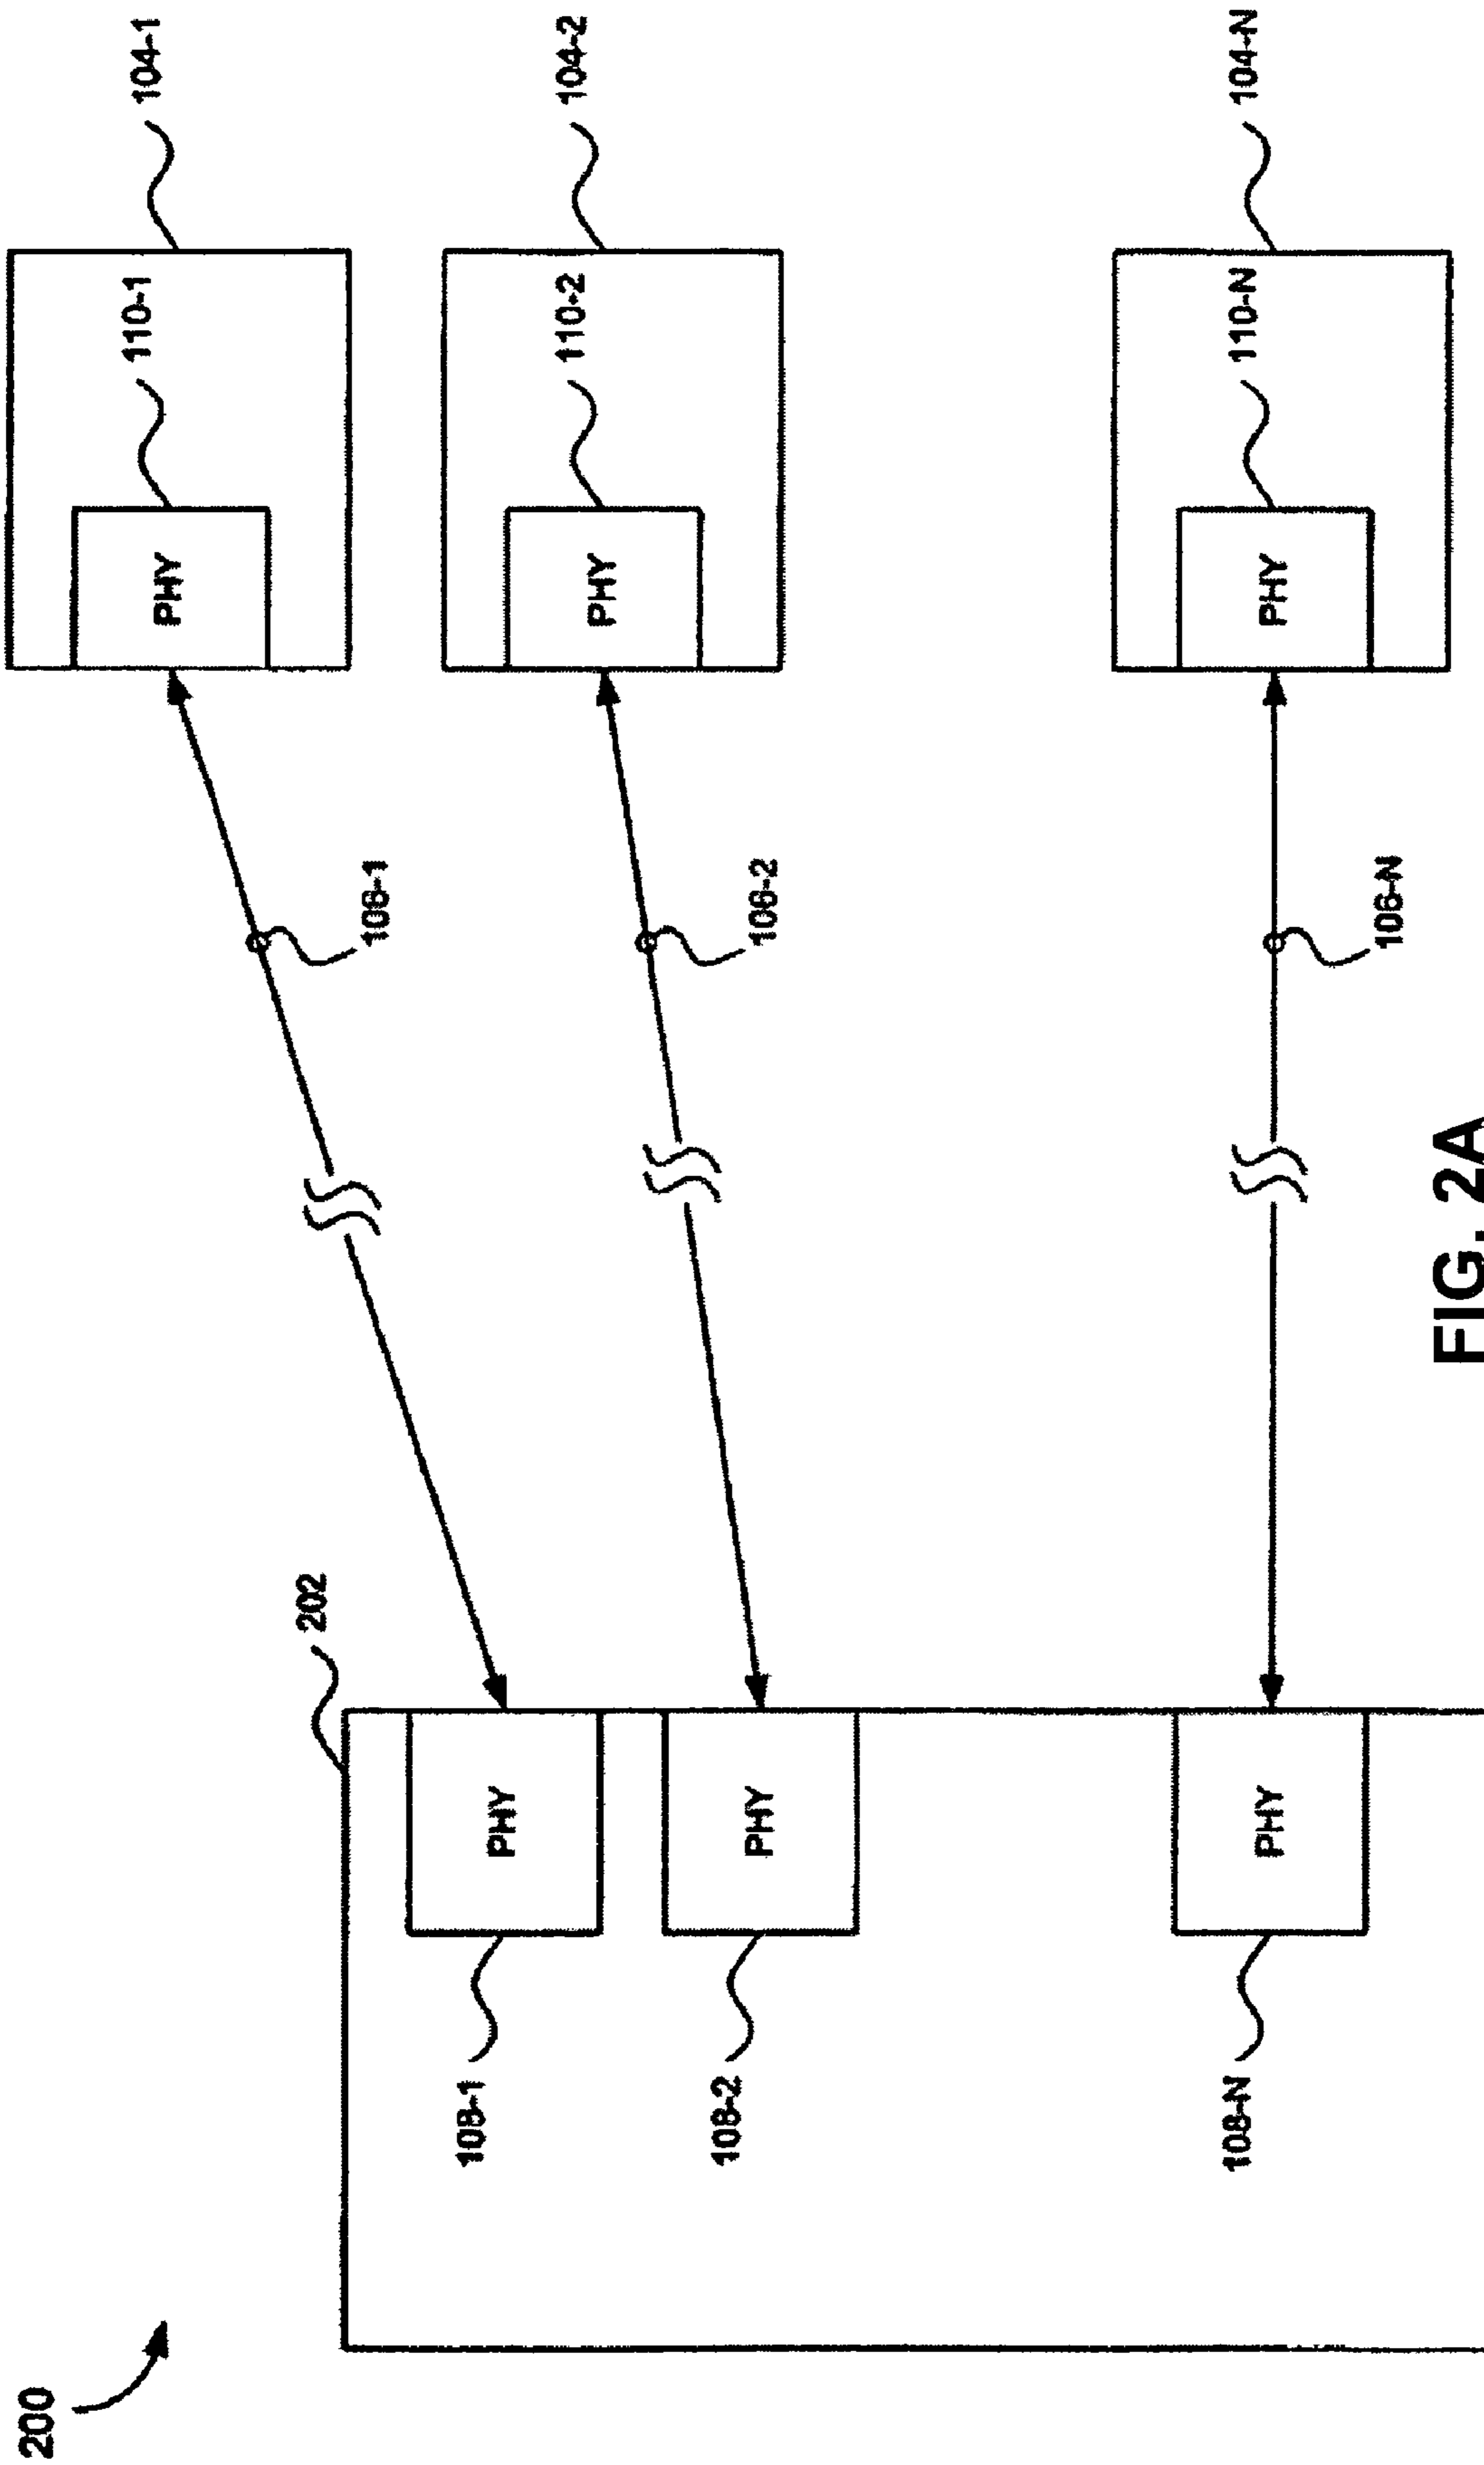 200
202
108-1
PHY
108-2
PHY
108-N
PHY
106-1
106-2
106-N
PHY
110-1
104-1
PHY
110-2
104-2
PHY
110-N
104-N
FIG. 2A